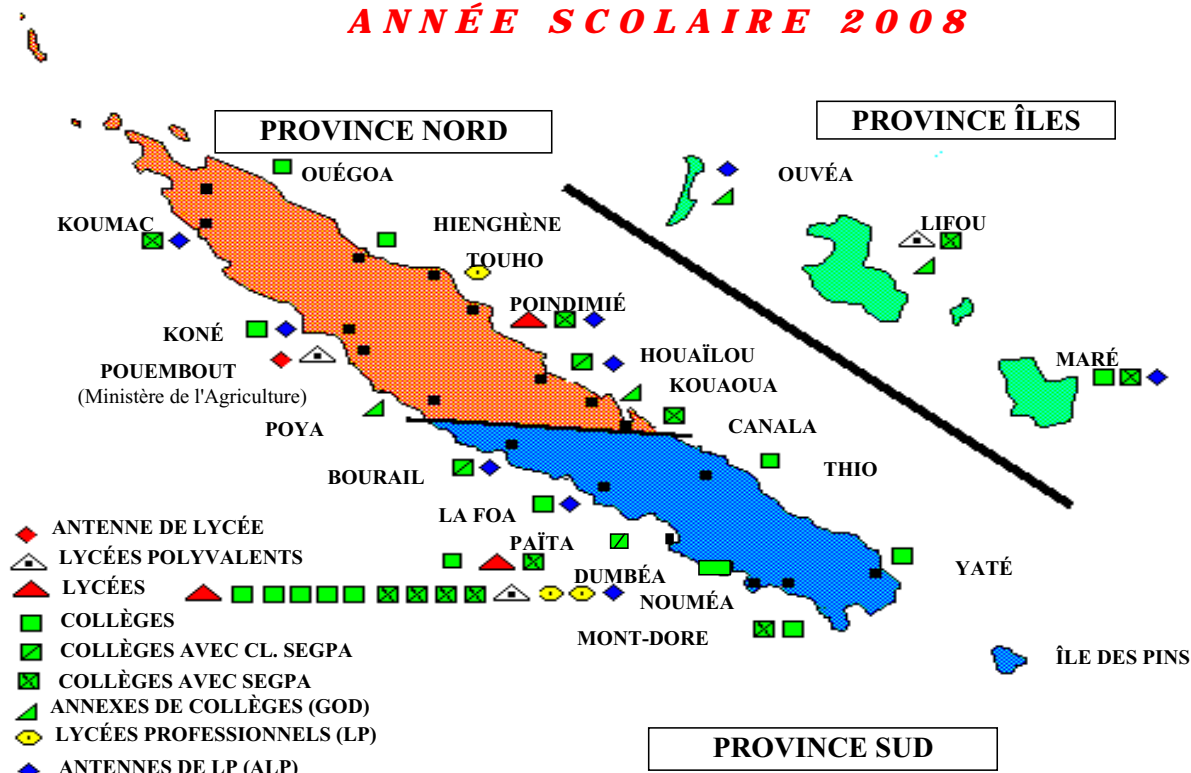 ANNÉE SCOLAIRE 2008
PROVINCE NORD
PROVINCE ÎLES
OUÉGOA
OUVÉA
KOUMAC
HIENGHÈNE
LIFOU
TOUHO
POINDIMIÉ
KONÉ
HOUAÏLOU
MARÉ
POUEMBOUT
(Ministère de l'Agriculture)
KOUAOUA
POYA
CANALA
BOURAIL
THIO
LA FOA
PAÏTA
DUMBÉA
YATÉ
NOUMÉA
MONT-DORE
ÎLE DES PINS
ANTENNE DE LYCÉE
LYCÉES POLYVALENTS
LYCÉES
COLLÈGES
COLLÈGES AVEC CL. SEGPA
COLLÈGES AVEC SEGPA
ANNEXES DE COLLÈGES (GOD)
LYCÉES PROFESSIONNELS (LP)
ANTENNES DE LP (ALP)
PROVINCE SUD